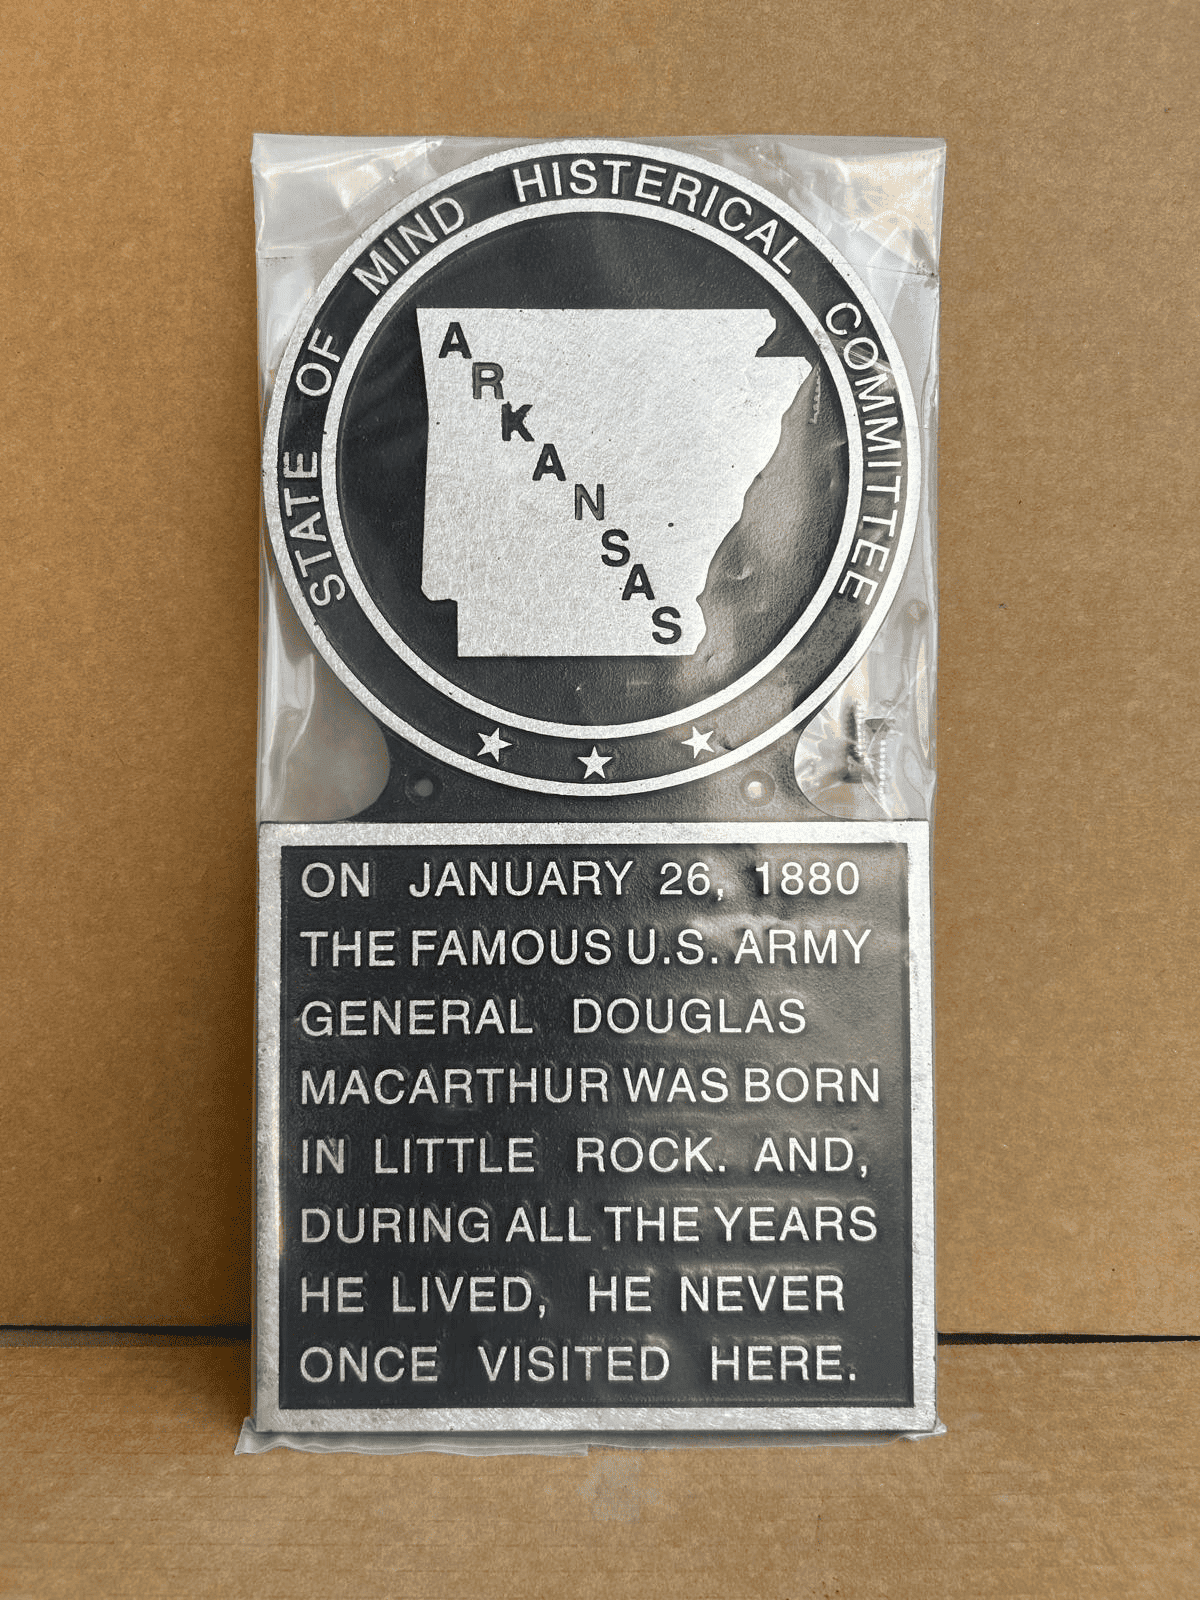 STATE OF MIND HISTERICAL COMMITTEE
ARKANSAS
ON JANUARY 26, 1880
THE FAMOUS U.S. ARMY
GENERAL DOUGLAS
MACARTHUR WAS BORN
IN LITTLE ROCK. AND,
DURING ALL THE YEARS
HE LIVED, HE NEVER
ONCE VISITED HERE.